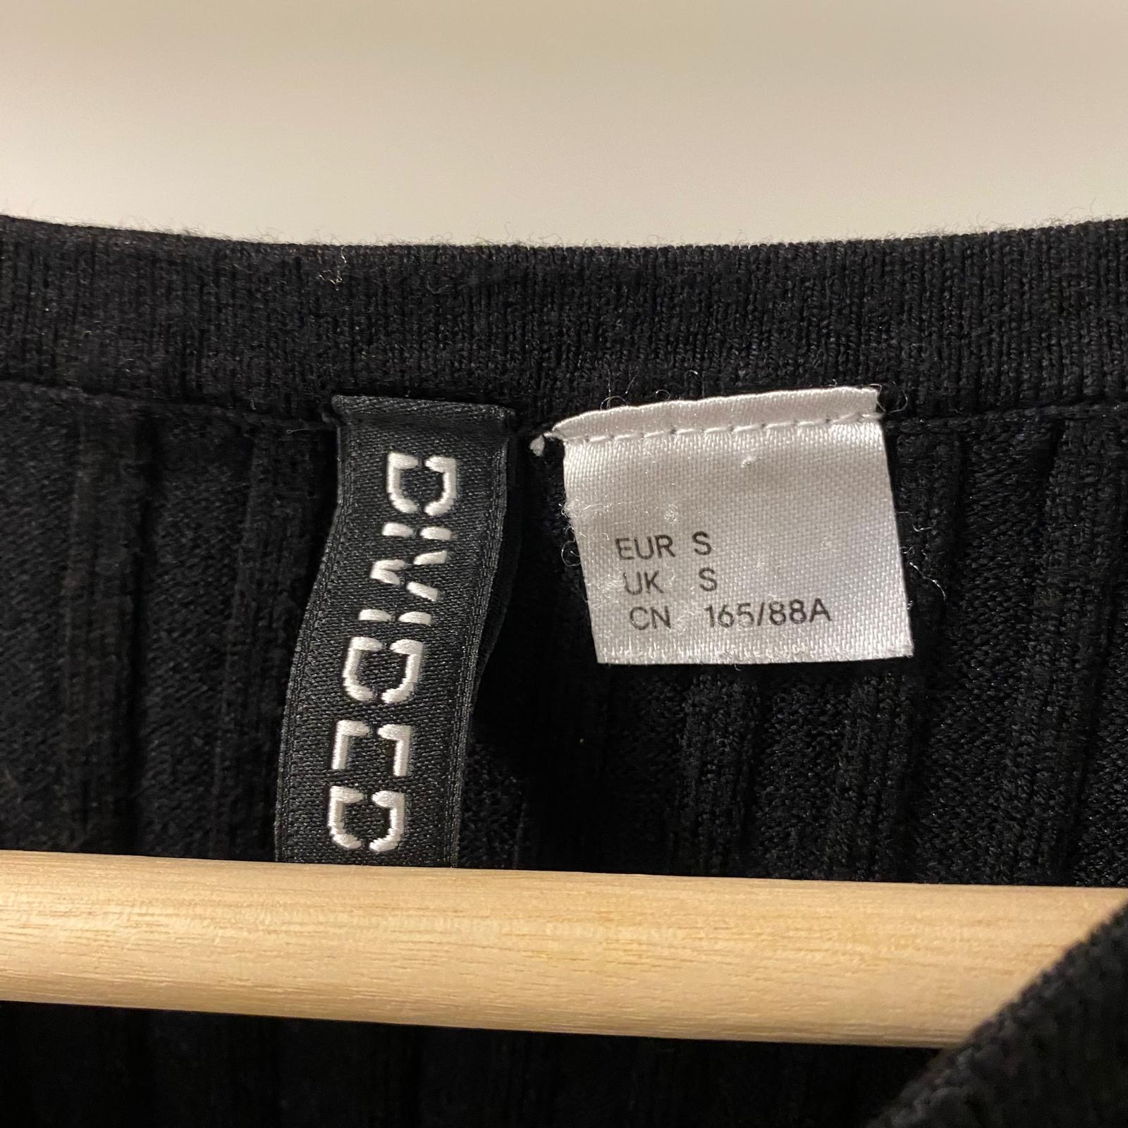 DIVIDED
EUR S
UK S
CN 165/88A